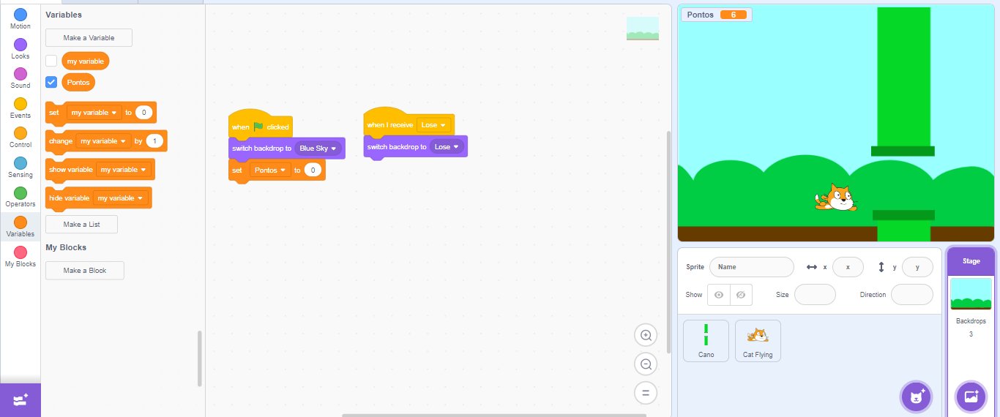 Motion
Looks
Sound
Events
Control
Sensing
Operators
Variables
My Blocks
Variables
Make a Variable
my variable
Pontos
set my variable to 0
change my variable by 1
show variable my variable
hide variable my variable
Make a List
My Blocks
Make a Block
when clicked
switch backdrop to Blue Sky
set Pontos to 0
when I receive Lose
switch backdrop to Lose
Pontos 6
Sprite Name x x y y
Show Size Direction
Cano
Cat Flying
Stage
Backdrops
3